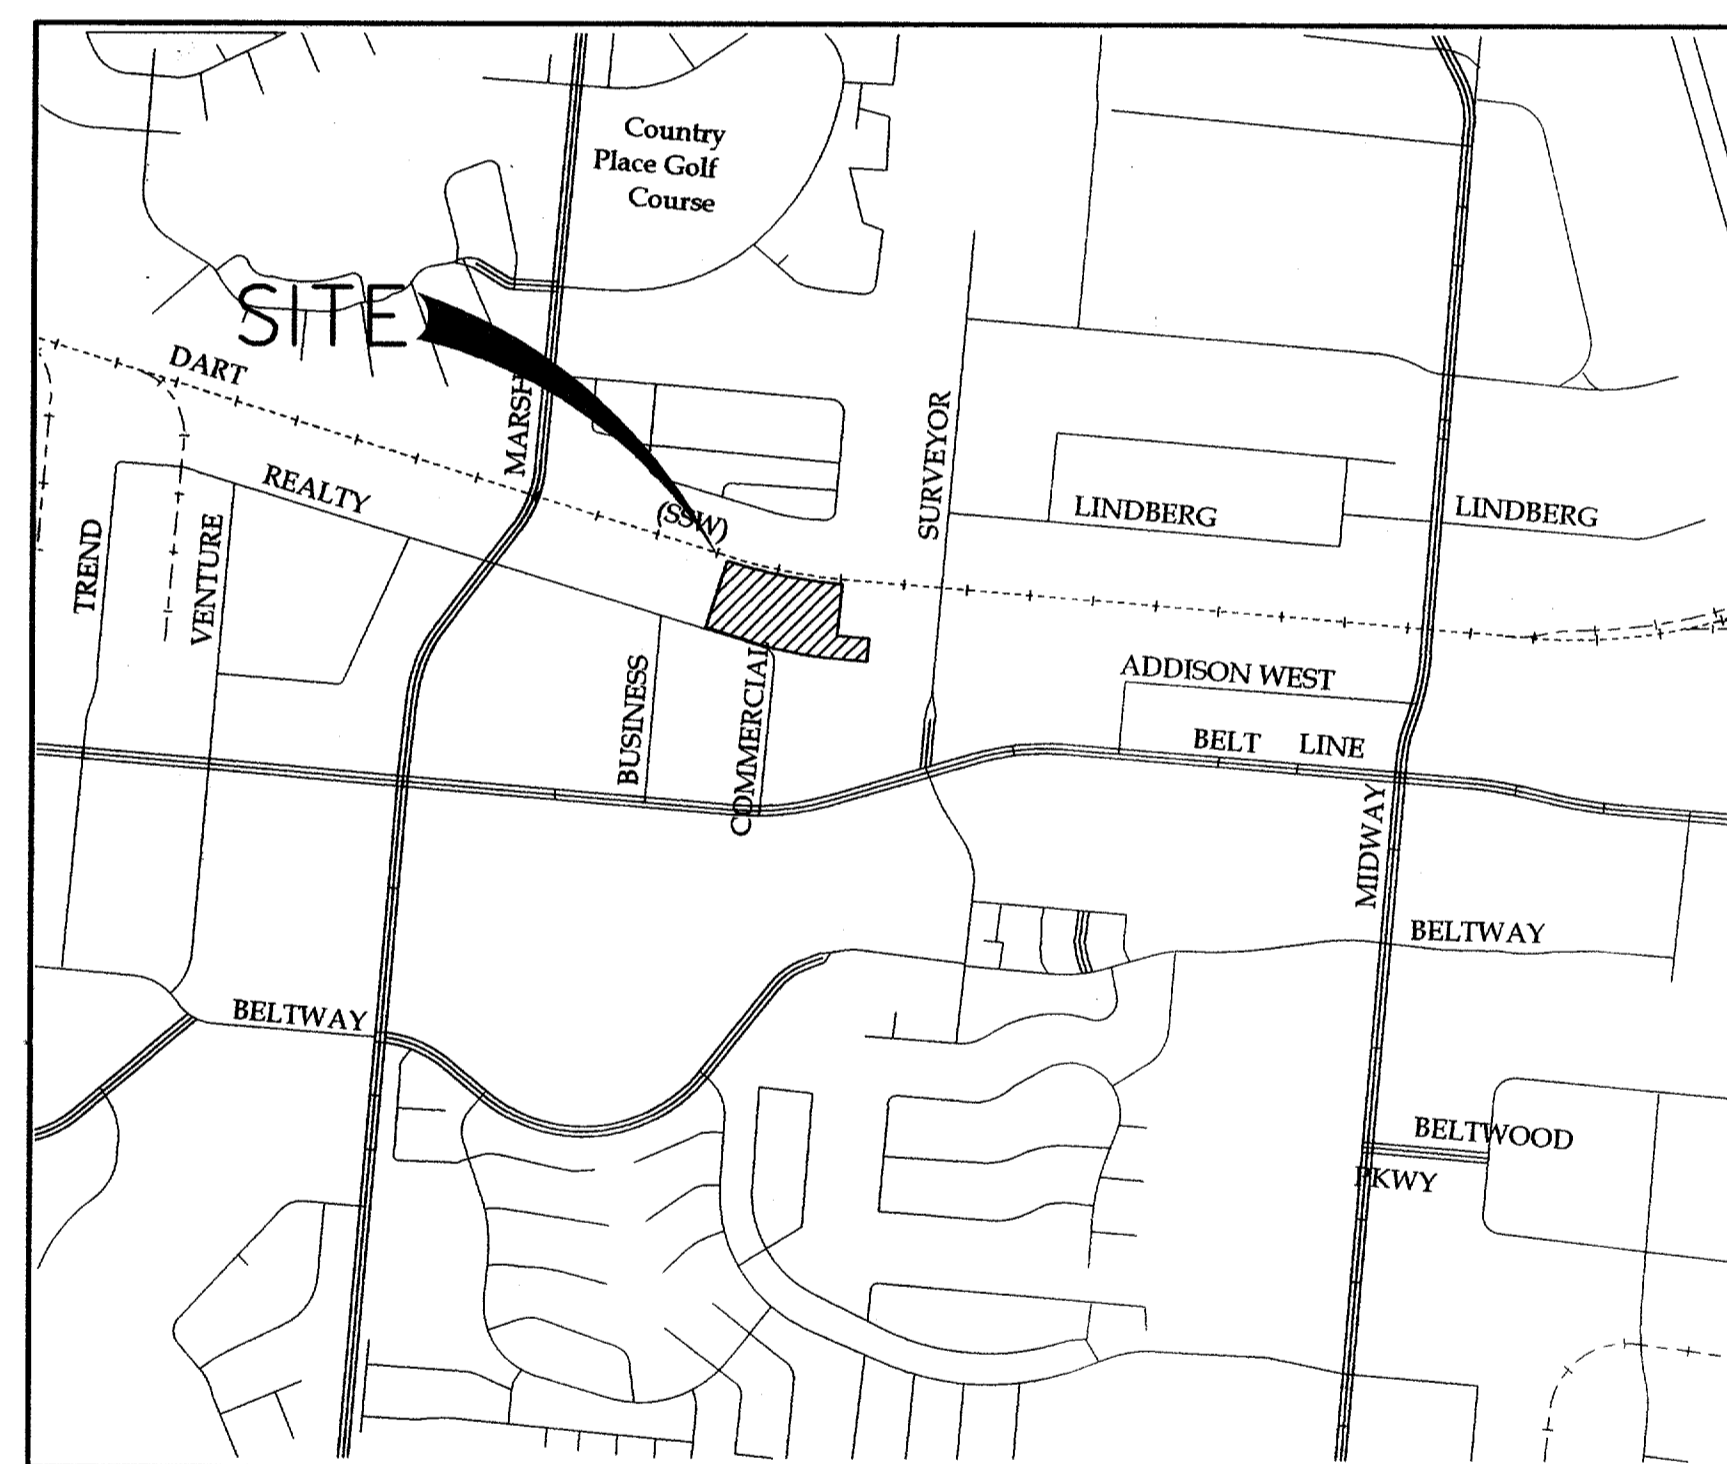 Country
Place Golf
Course
SITE
DART
MARSH
REALTY
(SSW)
SURVEYOR
LINDBERG
LINDBERG
TREND
VENTURE
BUSINESS
COMMERCIAL
ADDISON WEST
BELT LINE
MIDWAY
BELTWAY
BELTWAY
BELTWOOD
PKWY